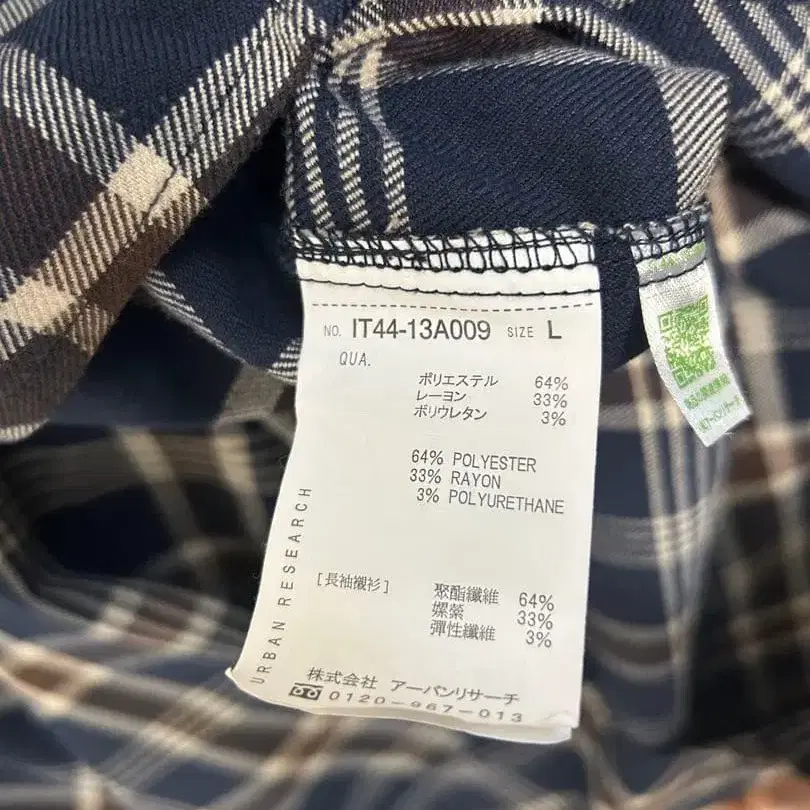 NO. IT44-13A009 SIZE L
QUA.
ポリエステル 64%
レーヨン 33%
ポリウレタン 3%
64% POLYESTER
33% RAYON
3% POLYURETHANE
URBAN RESEARCH
[長袖襯衫]
聚酯纖維 64%
嫘縈 33%
彈性纖維 3%
株式会社 アーバンリサーチ
0120-967-013